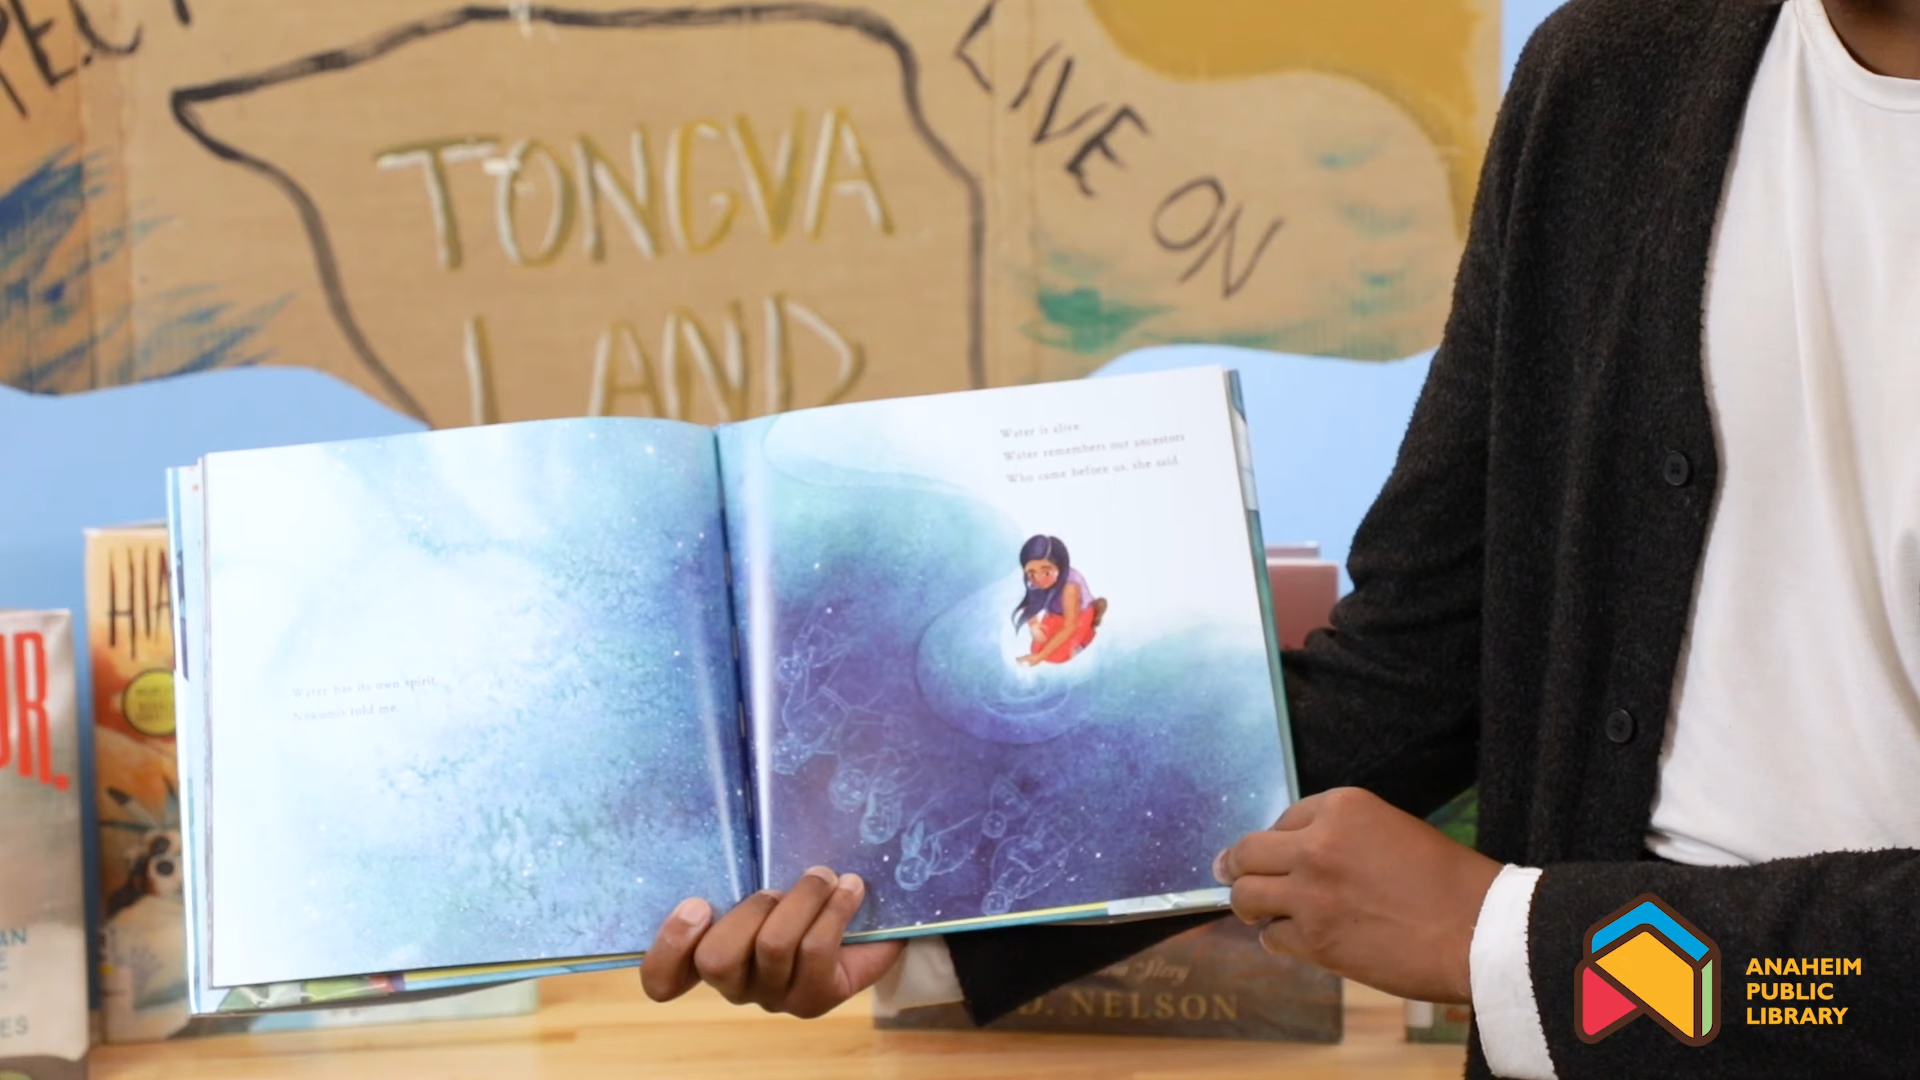 LIVE ON
TONGVA
LAND
Water is alive.
Water remembers our ancestors
Who came before us, she said.
Water has its own spirit,
Nokomis told me.
D. NELSON
ANAHEIM
PUBLIC
LIBRARY